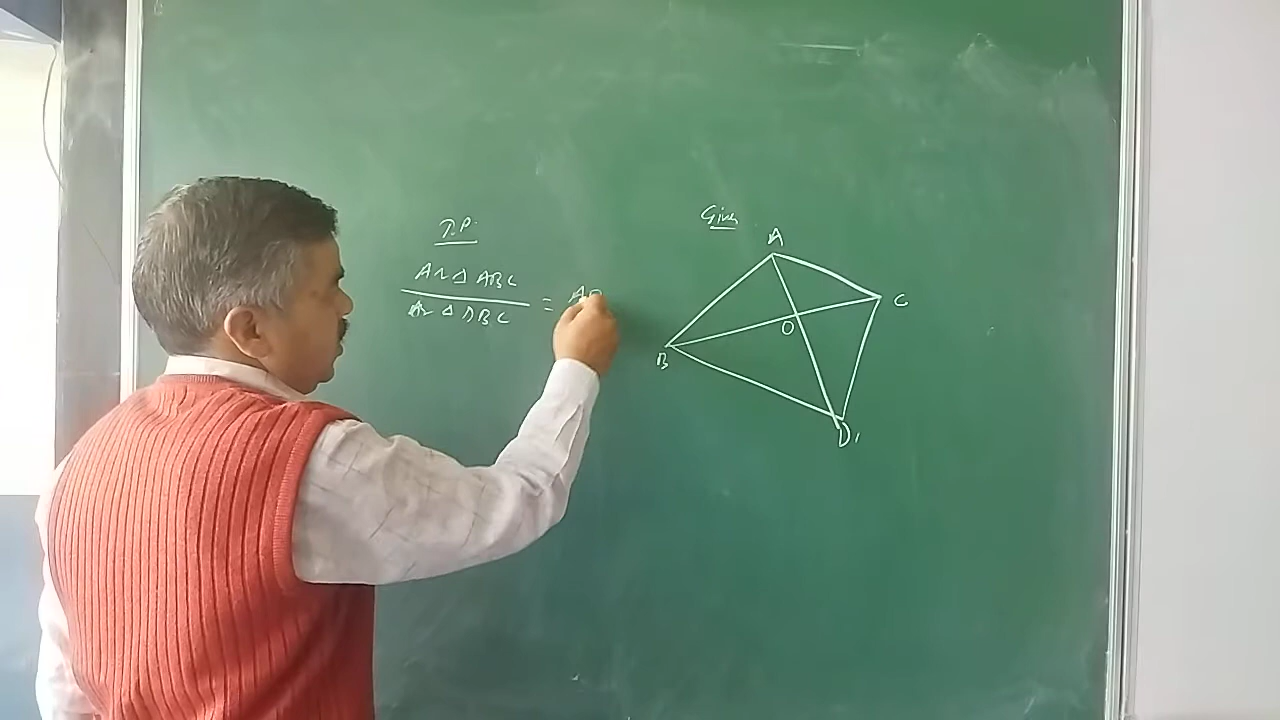 T.P.
Ar Δ ABC
Ar Δ DBC
=
Given
A
C
O
B
D